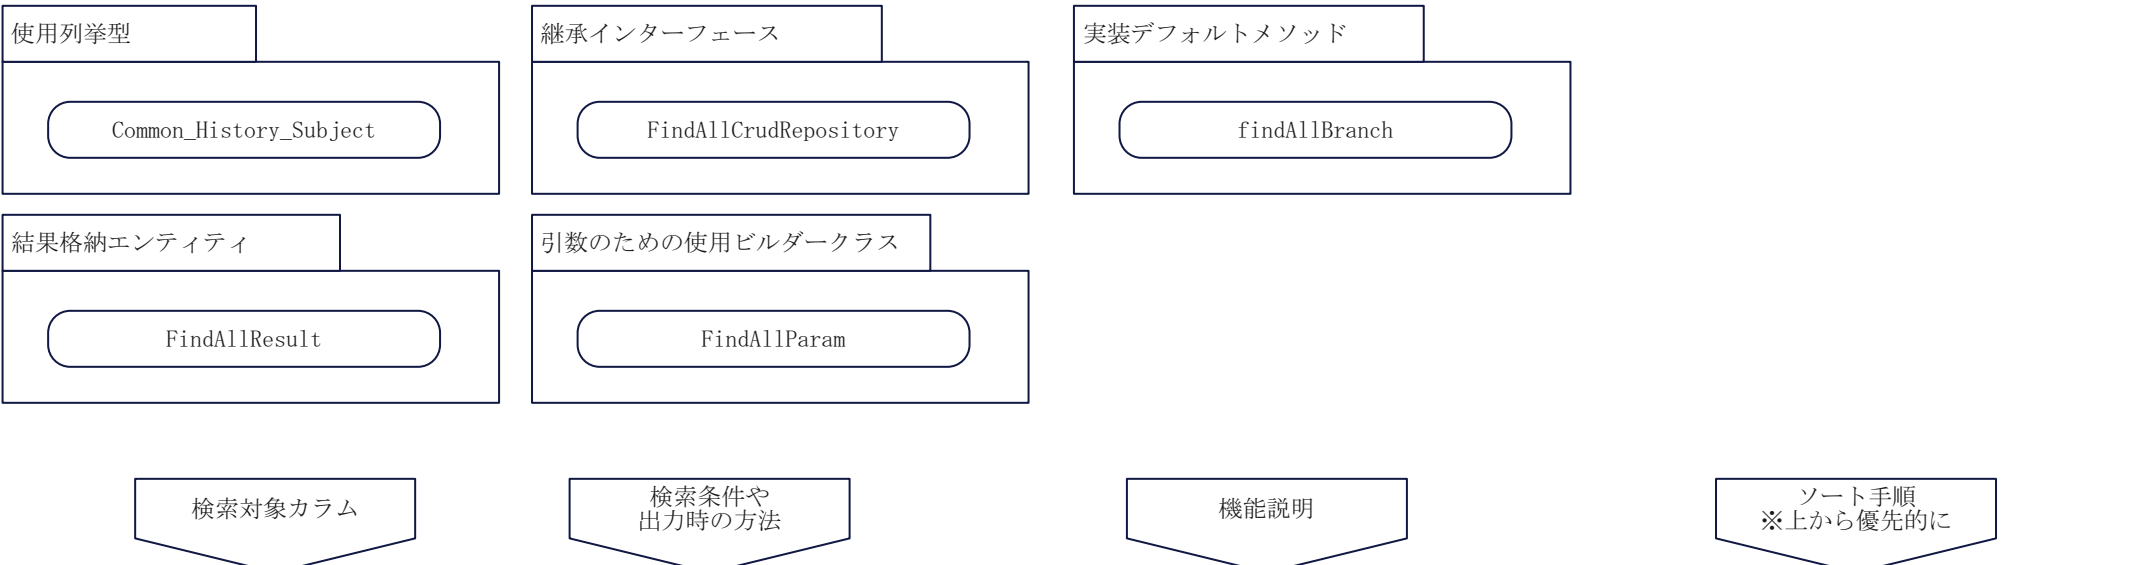 使用列挙型
Common_History_Subject
継承インターフェース
FindAllCrudRepository
実装デフォルトメソッド
findAllBranch
結果格納エンティティ
FindAllResult
引数のための使用ビルダークラス
FindAllParam
検索対象カラム
検索条件や
出力時の方法
機能説明
ソート手順
※上から優先的に